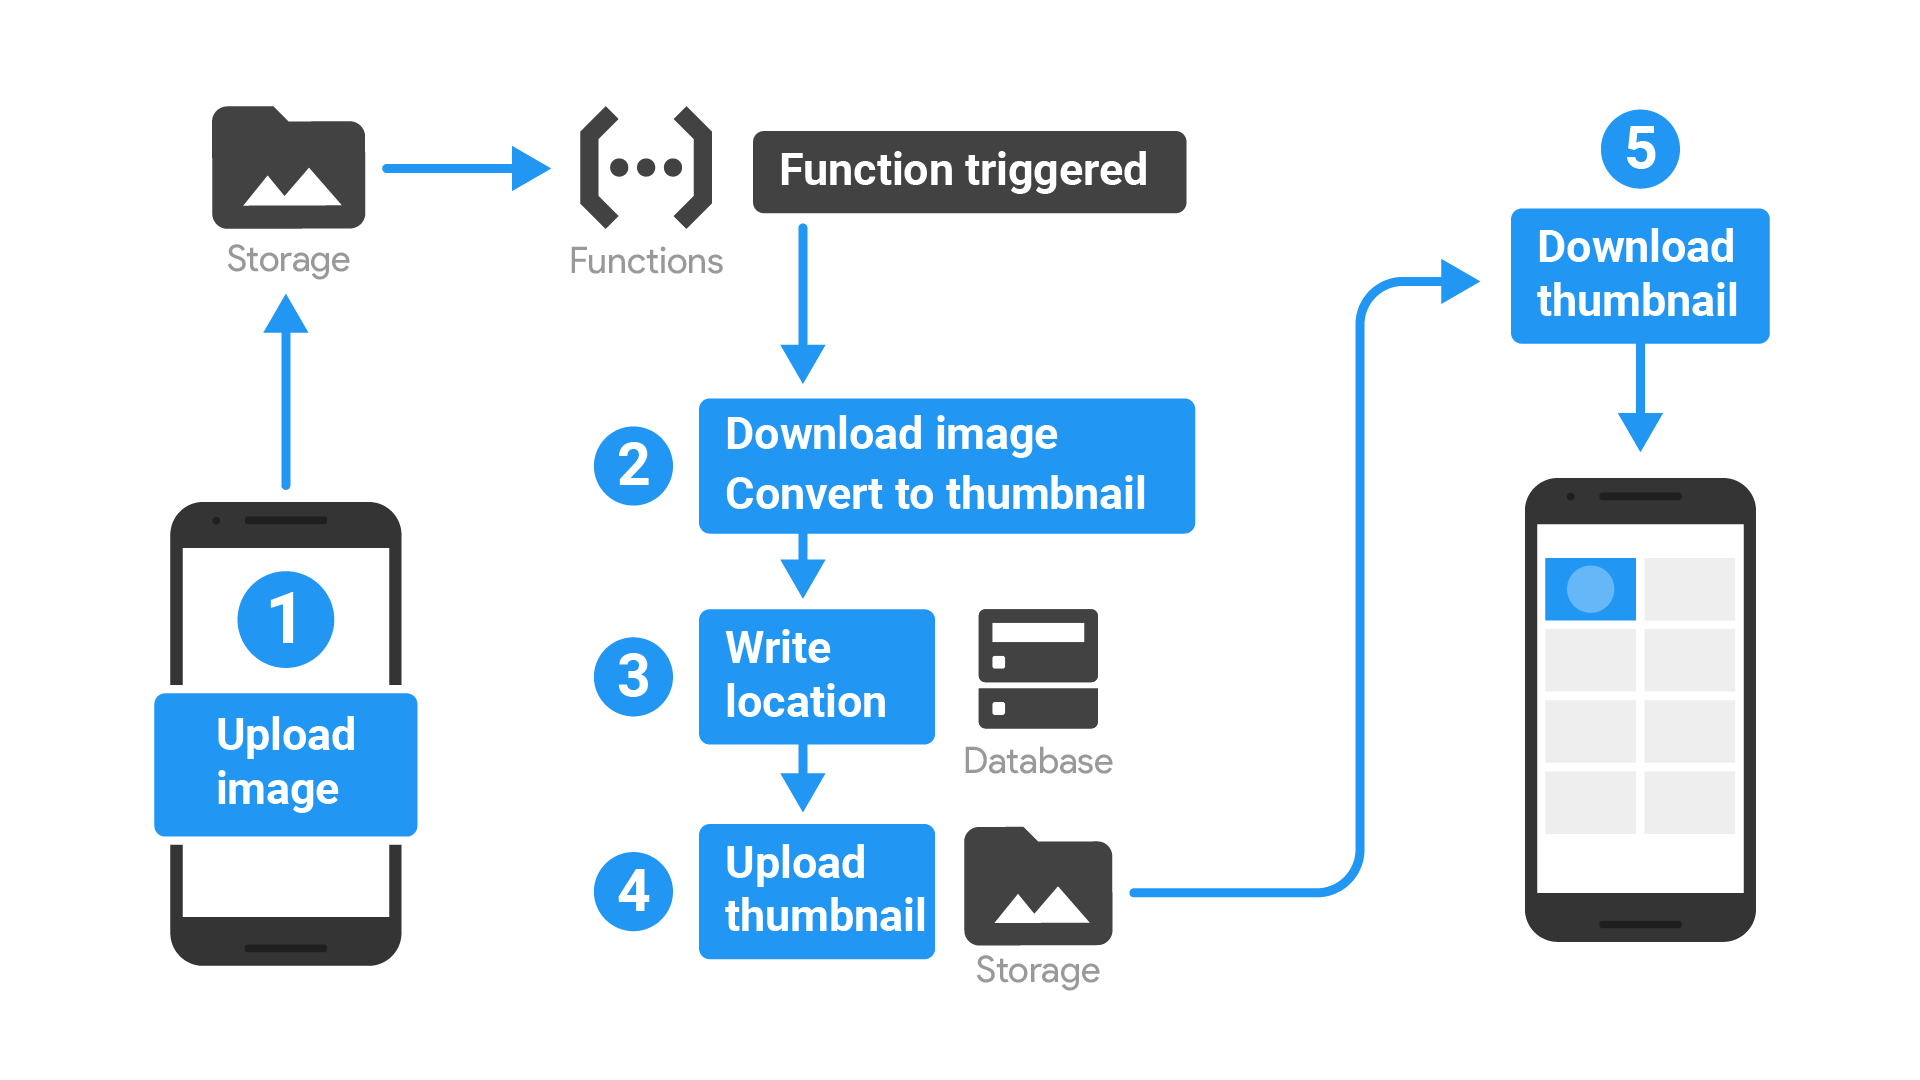 Storage
Functions
Function triggered
1
Upload
image
2
Download image
Convert to thumbnail
3
Write
location
Database
4
Upload
thumbnail
Storage
5
Download
thumbnail